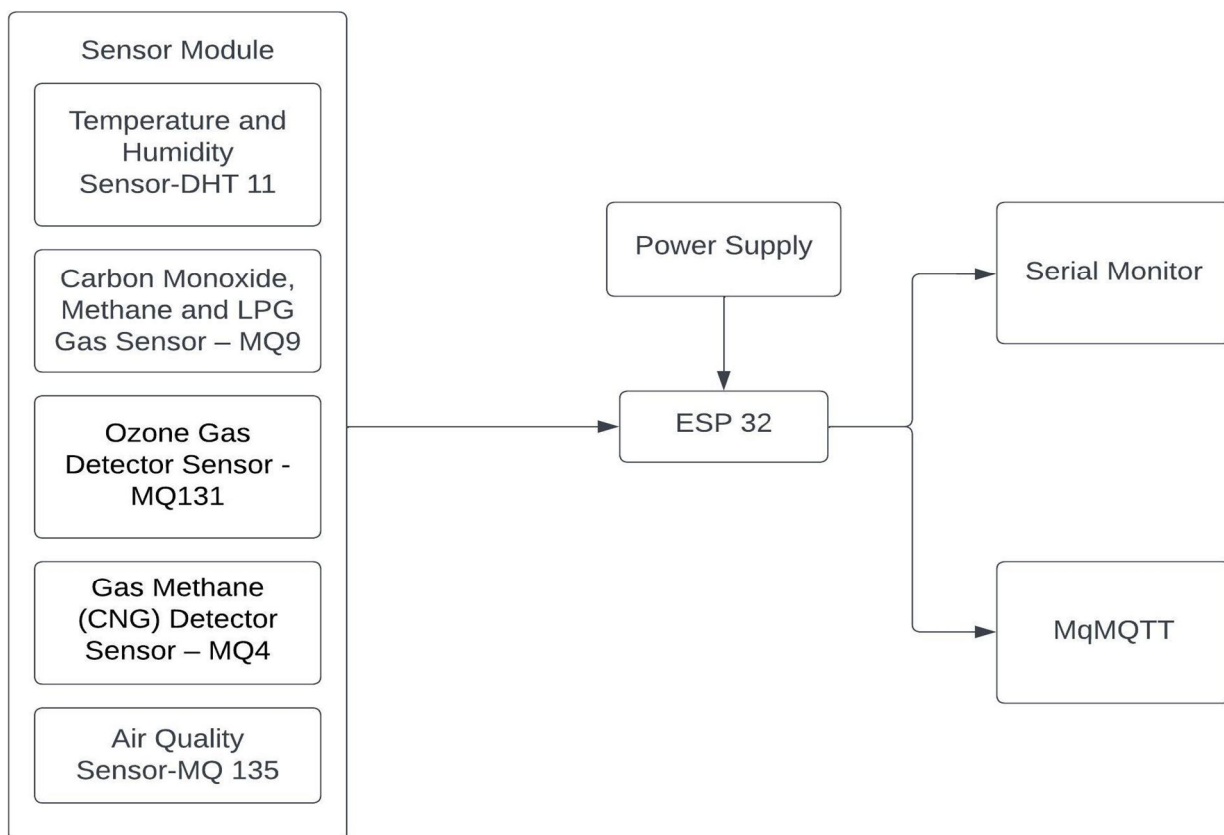 Sensor Module
Temperature and
Humidity
Sensor-DHT 11
Carbon Monoxide,
Methane and LPG
Gas Sensor – MQ9
Ozone Gas
Detector Sensor -
MQ131
Gas Methane
(CNG) Detector
Sensor – MQ4
Air Quality
Sensor-MQ 135
Power Supply
ESP 32
Serial Monitor
MqMQTT